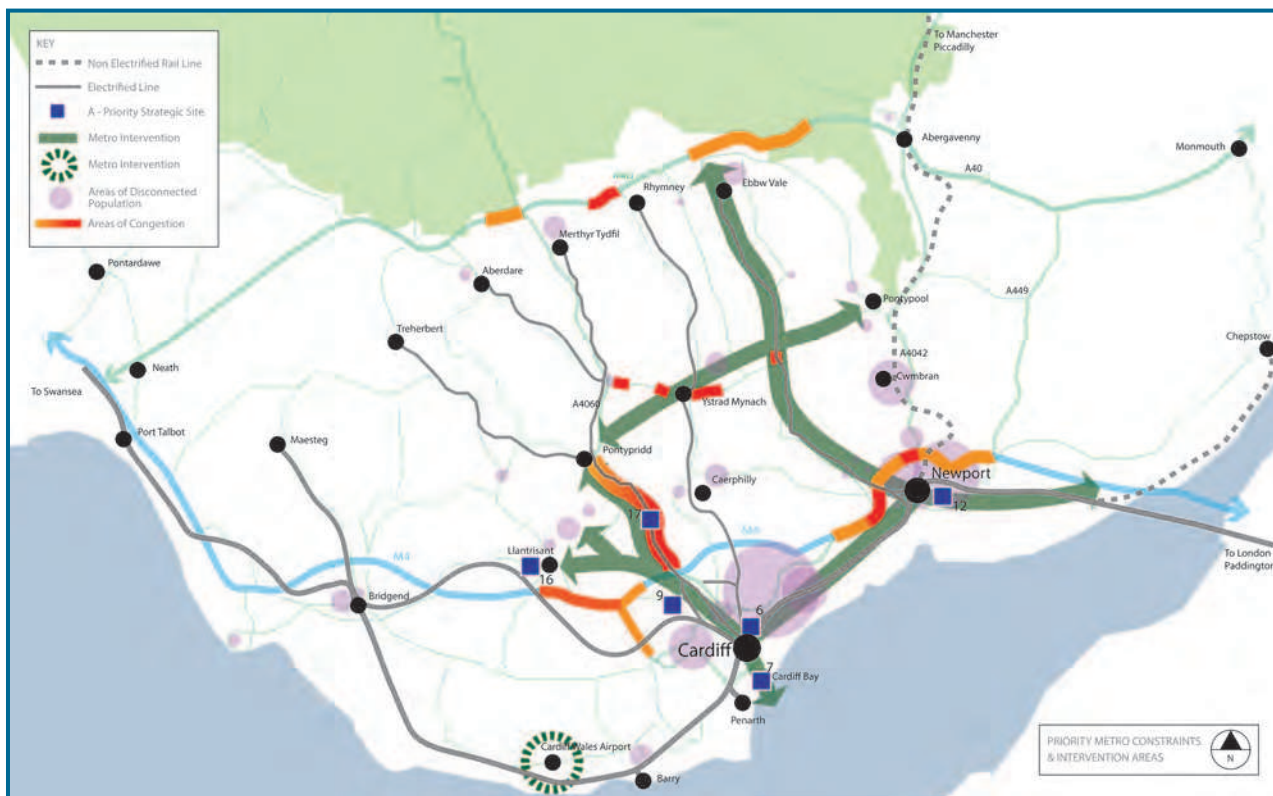 KEY
Non Electrified Rail Line
Electrified Line
A - Priority Strategic Site
Metro Intervention
Metro Intervention
Areas of Disconnected
Population
Areas of Congestion
To Manchester
Piccadilly
Abergavenny
Monmouth
A40
Rhymney
Ebbw Vale
Merthyr Tydfil
Pontardawe
Aberdare
A449
Pontypool
Treherbert
Chepstow
A4042
Neath
Cwmbran
To Swansea
A4060
Ystrad Mynach
Port Talbot
Maesteg
Pontypridd
Newport
Caerphilly
12
17
M4
Llantrisant
To London
Paddington
16
Bridgend
9
6
Cardiff
7
Cardiff Bay
Penarth
Cardiff Wales Airport
Barry
PRIORITY METRO CONSTRAINTS
& INTERVENTION AREAS
N